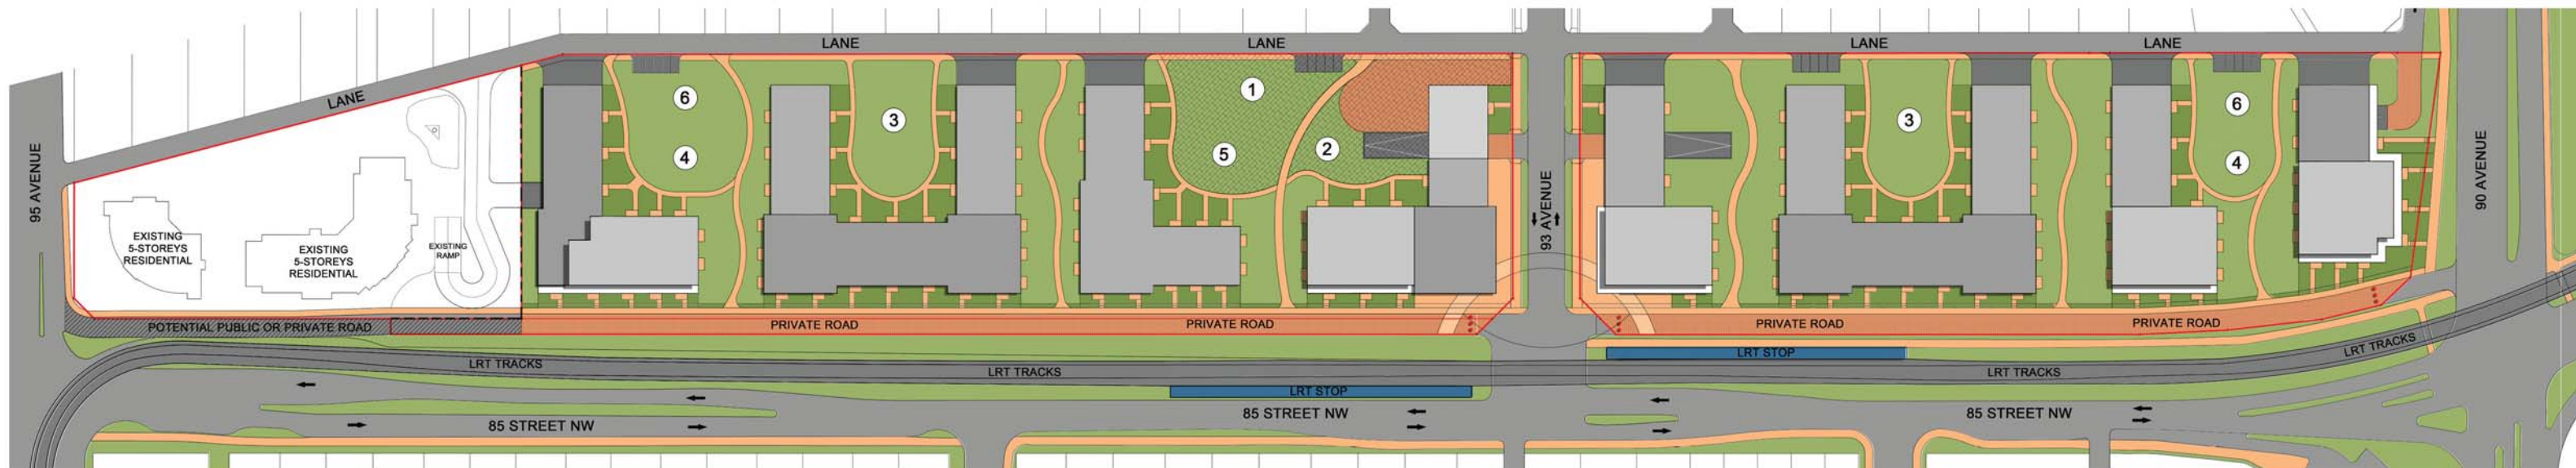 LANE
LANE
LANE
LANE
LANE
95 AVENUE
EXISTING
5-STOREYS
RESIDENTIAL
EXISTING
5-STOREYS
RESIDENTIAL
EXISTING
RAMP
6
4
3
1
5
2
93 AVENUE
3
6
4
90 AVENUE
POTENTIAL PUBLIC OR PRIVATE ROAD
PRIVATE ROAD
PRIVATE ROAD
PRIVATE ROAD
PRIVATE ROAD
LRT TRACKS
LRT TRACKS
LRT STOP
LRT STOP
LRT TRACKS
LRT TRACKS
85 STREET NW
85 STREET NW
85 STREET NW